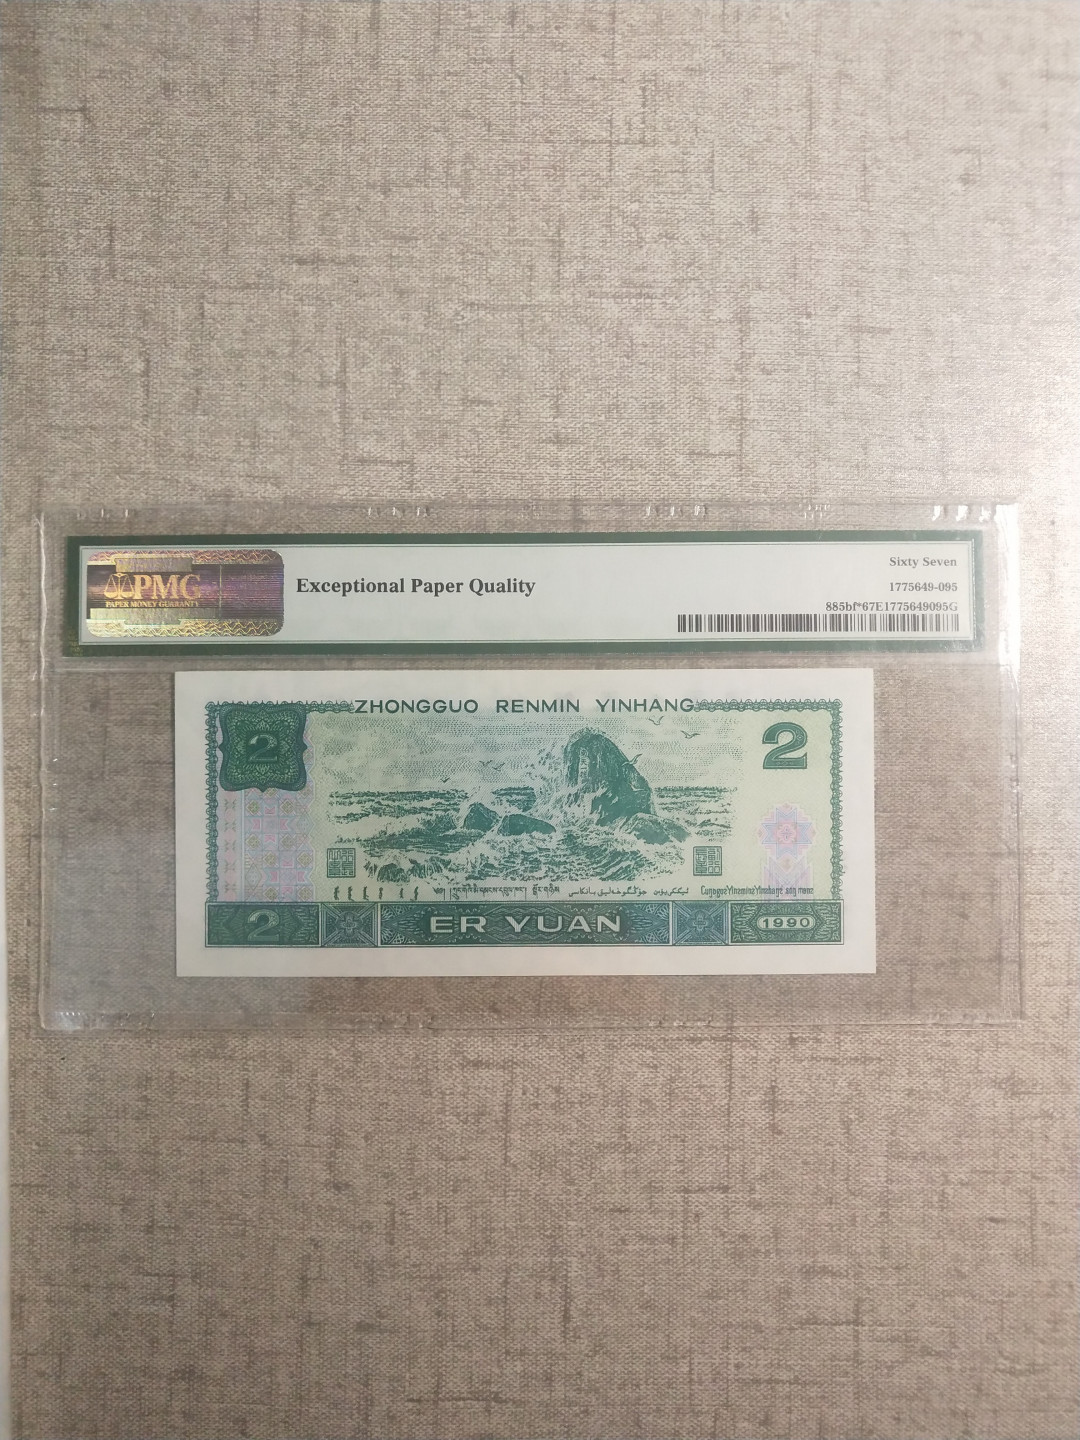 PMG
PAPER MONEY GUARANTY
Exceptional Paper Quality
Sixty Seven
1775649-095
885bf*67E1775649095G
ZHONGGUO RENMIN YINHANG
2
2
2
ER YUAN
1990